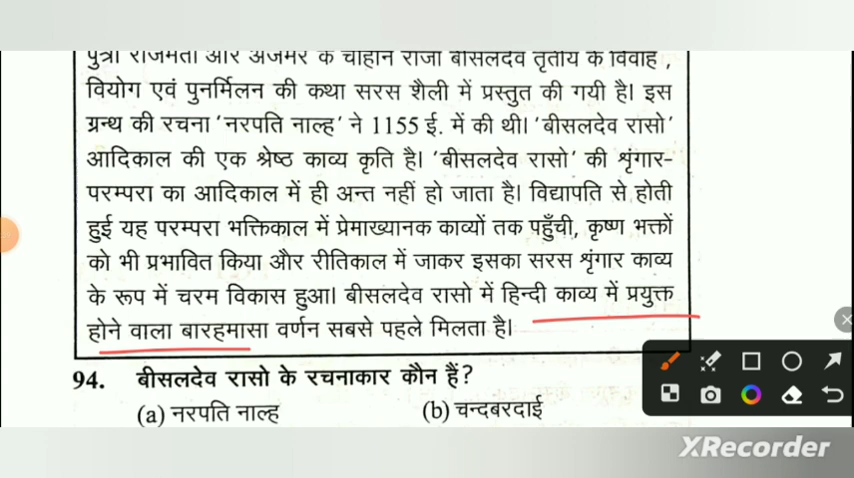 पुत्री राजमती और अजमेर के चौहान राजा बीसलदेव तृतीय के विवाह ,
वियोग एवं पुनर्मिलन की कथा सरस शैली में प्रस्तुत की गयी है। इस
ग्रन्थ की रचना 'नरपति नाल्ह' ने 1155 ई. में की थी। 'बीसलदेव रासो'
आदिकाल की एक श्रेष्ठ काव्य कृति है। 'बीसलदेव रासो' की श्रृंगार-
परम्परा का आदिकाल में ही अन्त नहीं हो जाता है। विद्यापति से होती
हुई यह परम्परा भक्तिकाल में प्रेमाख्यानक काव्यों तक पहुँची, कृष्ण भक्तों
को भी प्रभावित किया और रीतिकाल में जाकर इसका सरस श्रृंगार काव्य
के रूप में चरम विकास हुआ। बीसलदेव रासो में हिन्दी काव्य में प्रयुक्त
होने वाला बारहमासा वर्णन सबसे पहले मिलता है।
94. बीसलदेव रासो के रचनाकार कौन हैं?
(a) नरपति नाल्ह (b) चन्दबरदाई
XRecorder